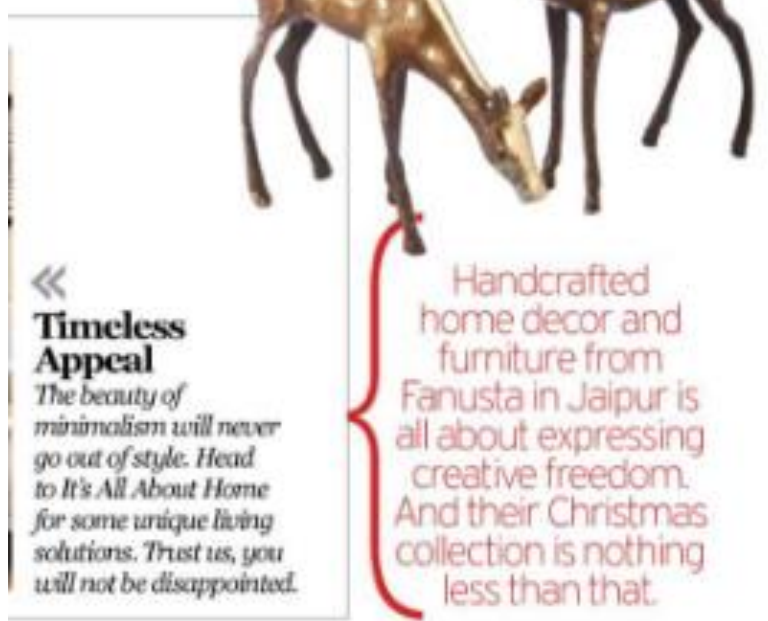 «
Timeless
Appeal
The beauty of
minimalism will never
go out of style. Head
to It's All About Home
for some unique living
solutions. Trust us, you
will not be disappointed.
Handcrafted
home decor and
furniture from
Fanusta in Jaipur is
all about expressing
creative freedom.
And their Christmas
collection is nothing
less than that.